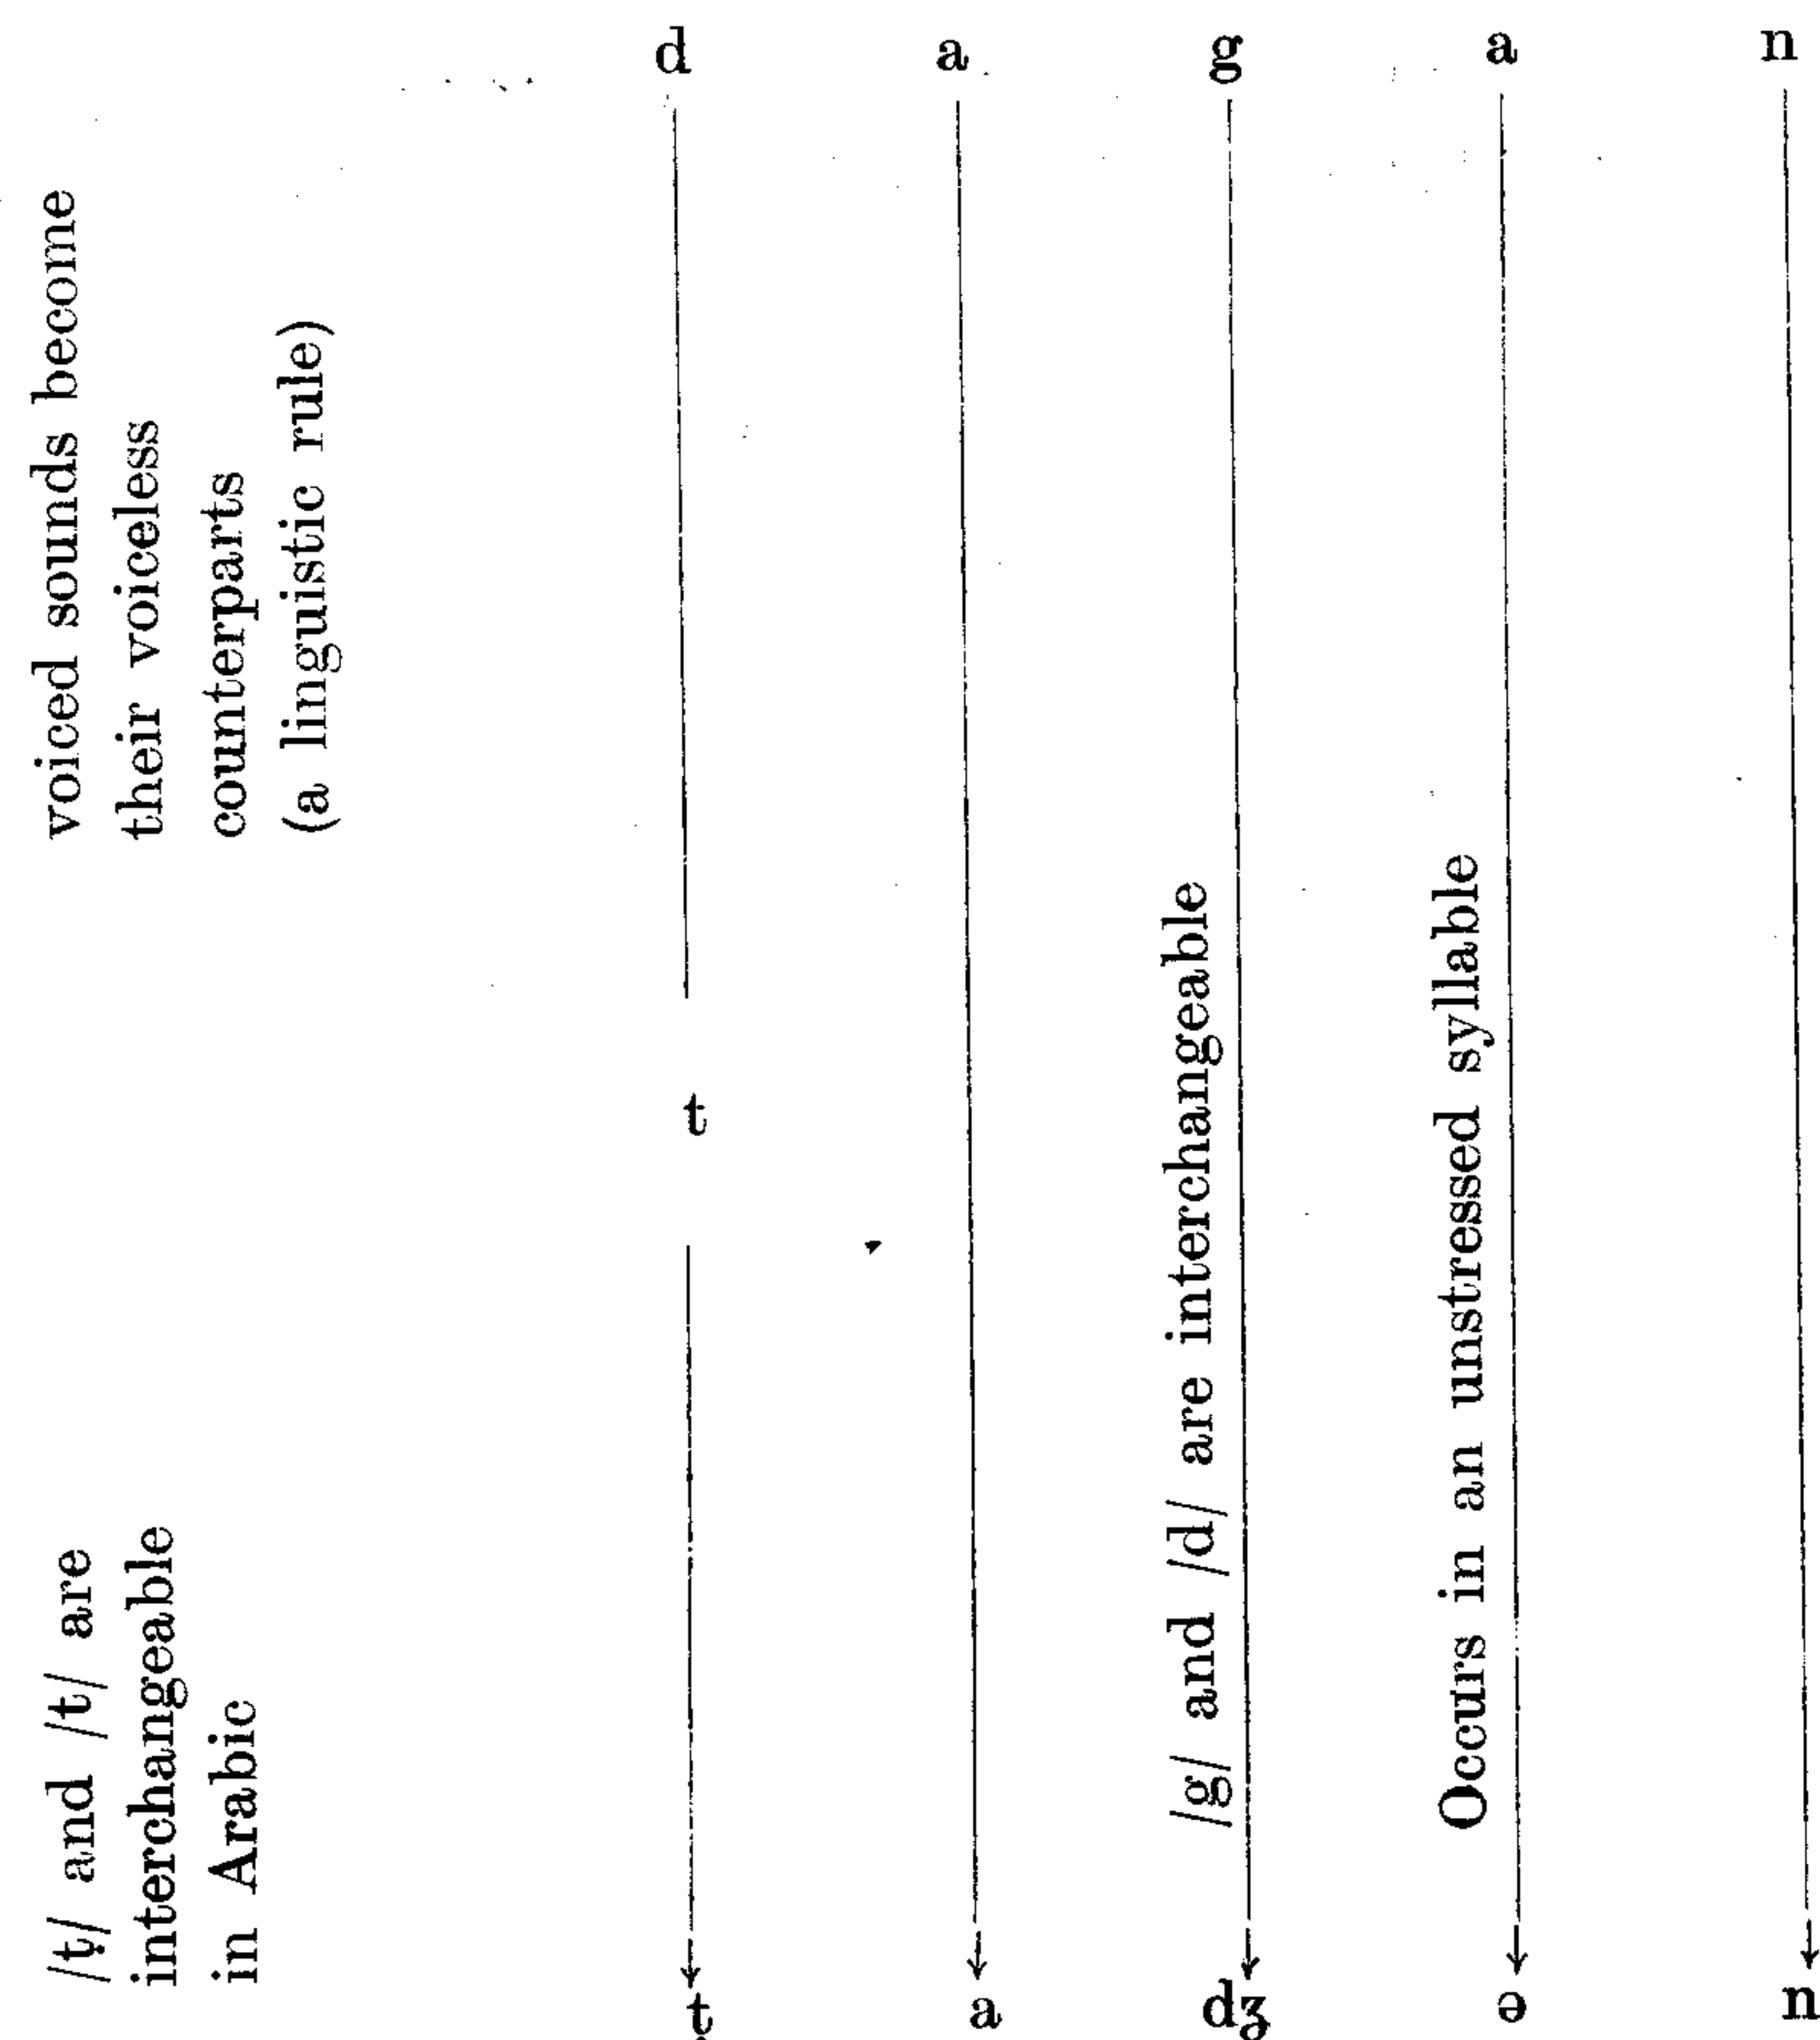 d a g a n
voiced sounds become
their voiceless
counterparts
(a linguistic rule)
t
/g/ and /d/ are interchangeable
Occurs in an unstressed syllable
/ṭ/ and /t/ are
interchangeable
in Arabic
ṭ a dʒ ə n